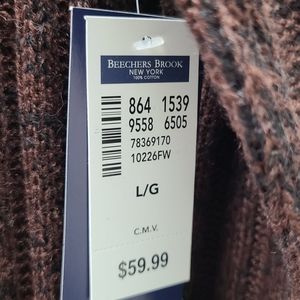 BEECHERS BROOK
NEW YORK
100% COTTON
864 1539
9558 6505
78369170
10226FW
L/G
C.M.V.
$59.99